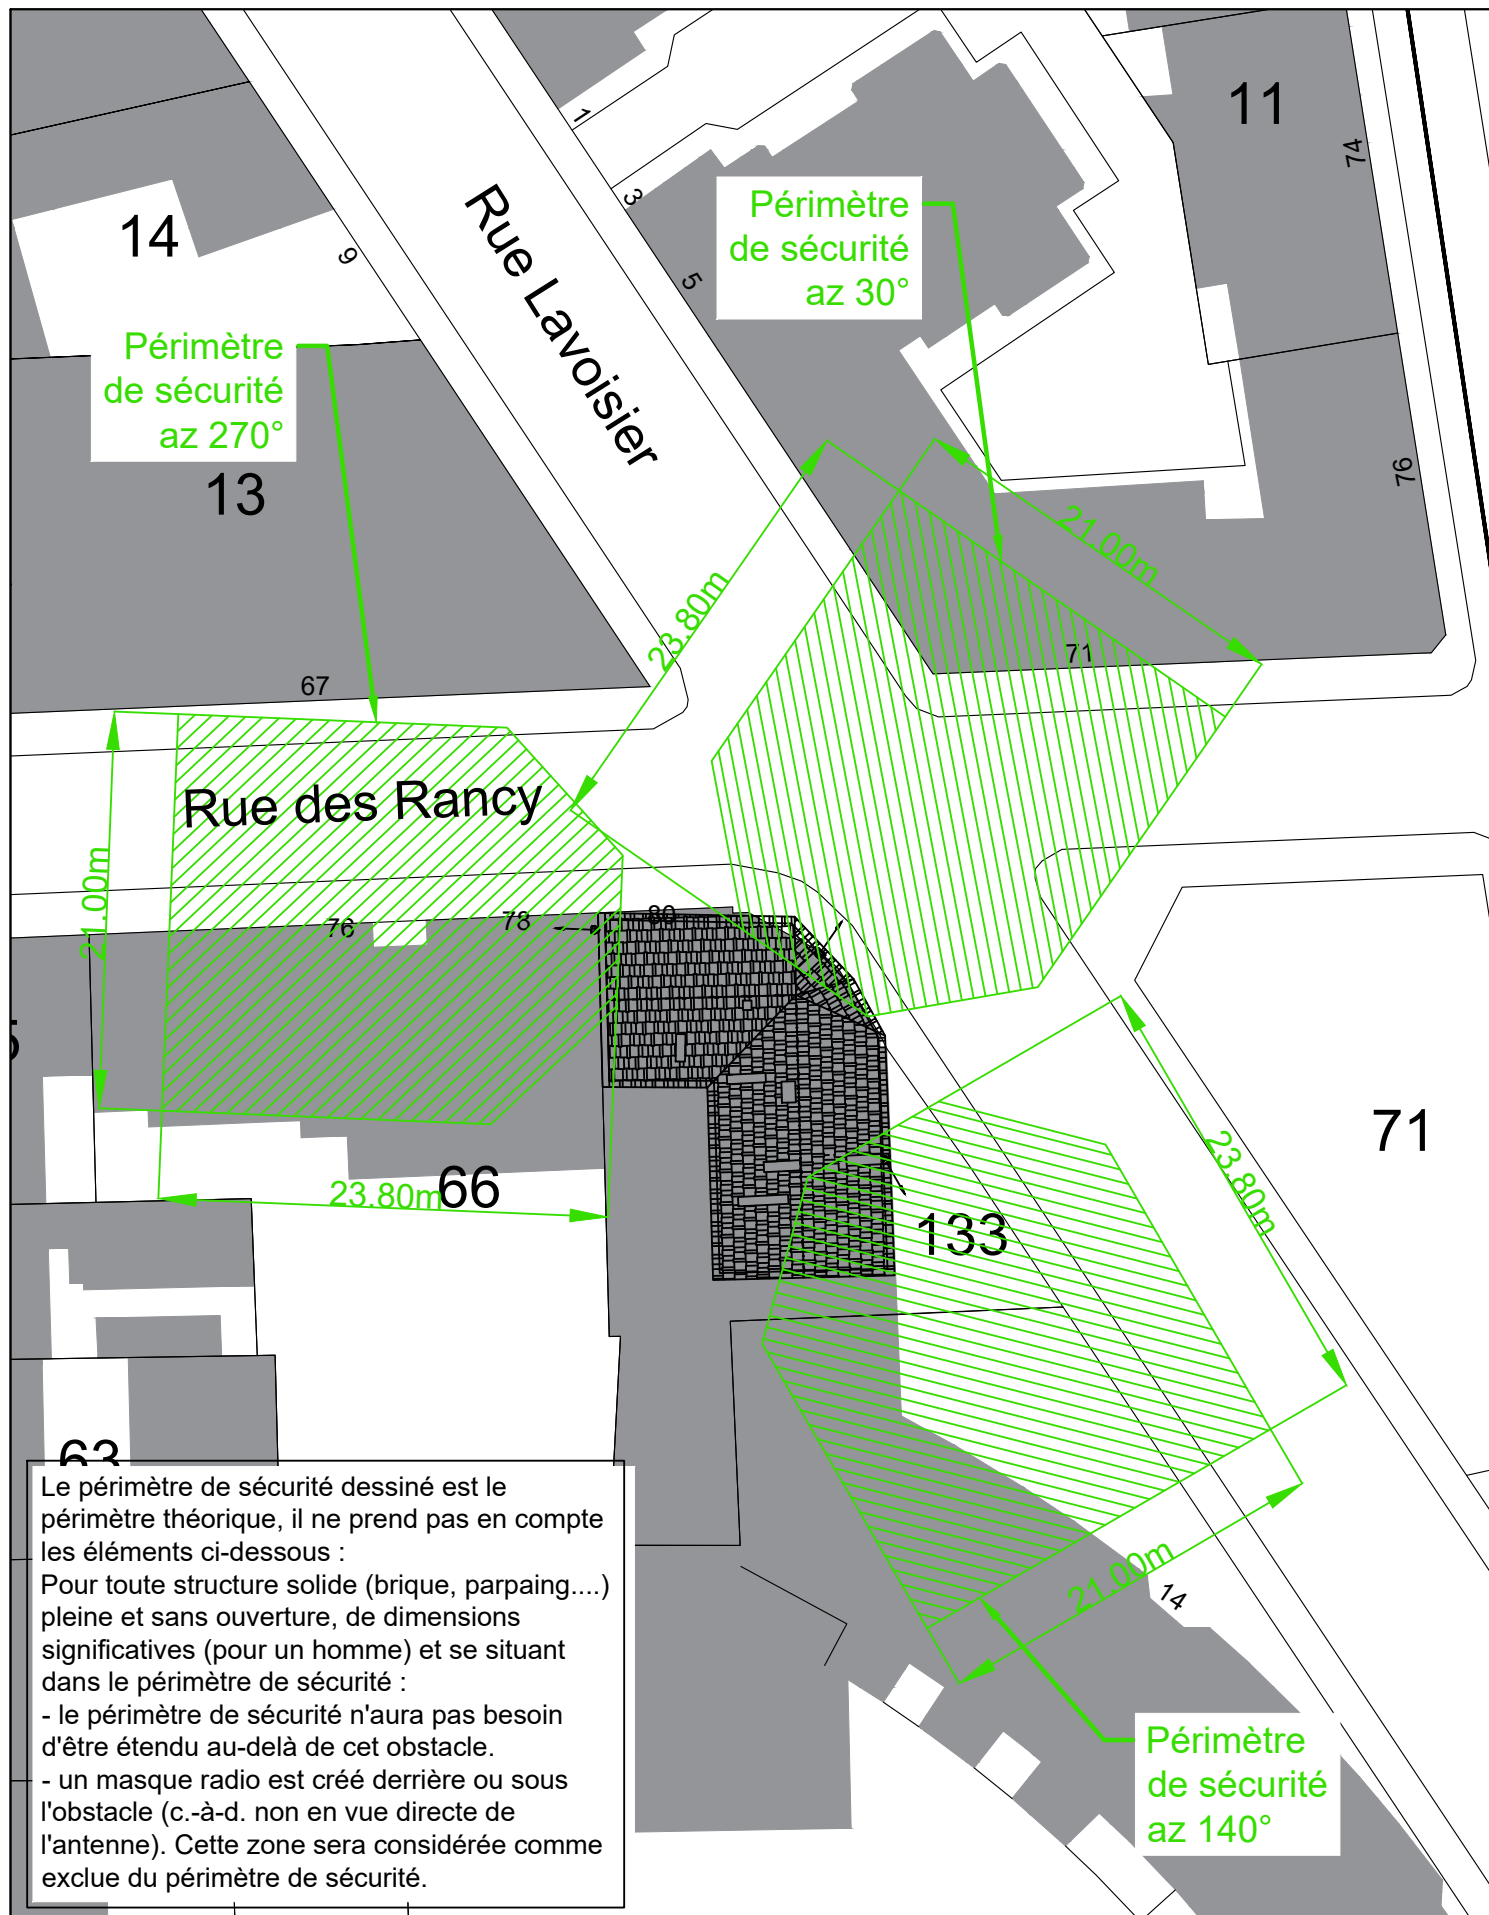 11
74
1
3
5
9
14
Rue Lavoisier
Périmètre
de sécurité
az 30°
Périmètre
de sécurité
az 270°
13
76
21.00m
23.80m
71
67
Rue des Rancy
21.00m
76
78
80
23.80m
66
71
23.80m
133
63
21.00m
14
Périmètre
de sécurité
az 140°
Le périmètre de sécurité dessiné est le
périmètre théorique, il ne prend pas en compte
les éléments ci-dessous :
Pour toute structure solide (brique, parpaing....)
pleine et sans ouverture, de dimensions
significatives (pour un homme) et se situant
dans le périmètre de sécurité :
- le périmètre de sécurité n'aura pas besoin
d'être étendu au-delà de cet obstacle.
- un masque radio est créé derrière ou sous
l'obstacle (c.-à-d. non en vue directe de
l'antenne). Cette zone sera considérée comme
exclue du périmètre de sécurité.